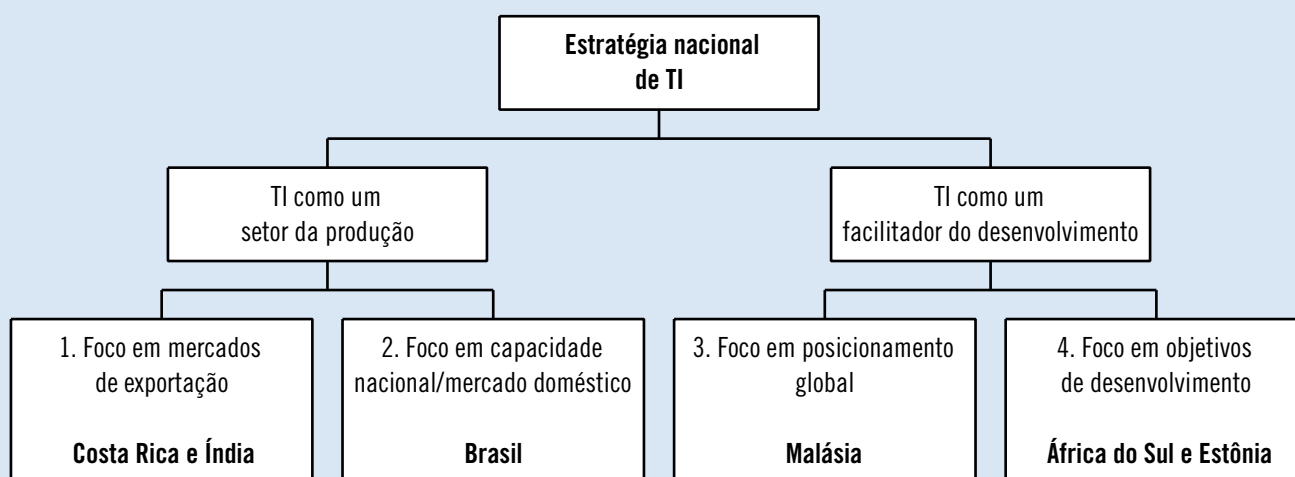 Estratégia nacional
de TI
TI como um
setor da produção
TI como um
facilitador do desenvolvimento
1. Foco em mercados
de exportação
Costa Rica e Índia
2. Foco em capacidade
nacional/mercado doméstico
Brasil
3. Foco em posicionamento
global
Malásia
4. Foco em objetivos
de desenvolvimento
África do Sul e Estônia